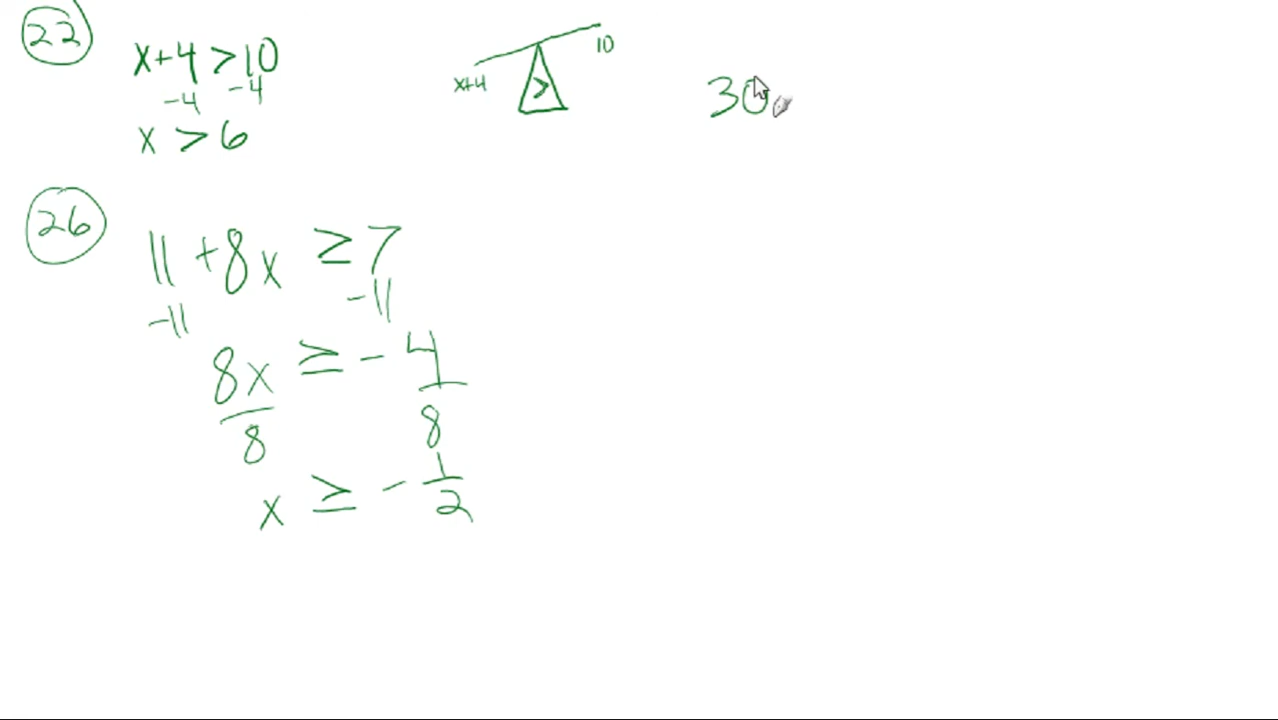 22
x+4 >10
-4 -4
x > 6
x+4 > 10
30
26
11 +8x ≥ 7
-11 -11
8x ≥ - 4
8 8
x ≥ - 1/2